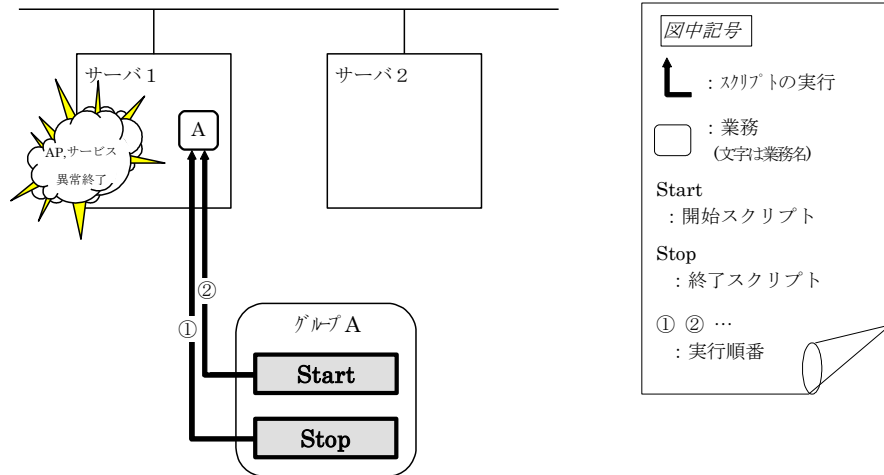 サーバ1
サーバ2
A
AP,サービス
異常終了
②
①
グループA
Start
Stop
図中記号
:スクリプトの実行
:業務
(文字は業務名)
Start
:開始スクリプト
Stop
:終了スクリプト
① ② …
:実行順番